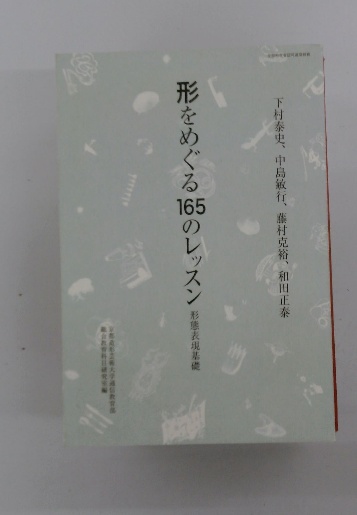 下村泰史、中島敏行、藤村克裕、和田正泰
形をめぐる165のレッスン
形態表現基礎